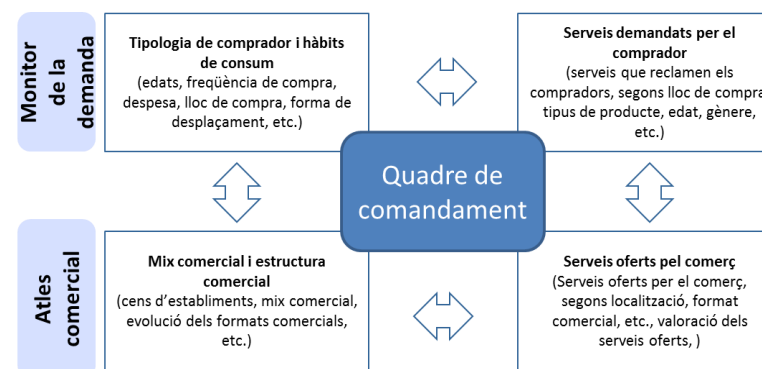 Monitor
de la
demanda
Tipologia de comprador i hàbits
de consum
(edats, freqüència de compra,
despesa, lloc de compra, forma de
desplaçament, etc.)
Serveis demandats per el
comprador
(serveis que reclamen els
compradors, segons lloc de compra
tipus de producte, edat, gènere,
etc.)
Quadre de
comandament
Atles
comercial
Mix comercial i estructura
comercial
(cens d’establiments, mix comercial,
evolució dels formats comercials,
etc.)
Serveis oferts pel comerç
(Serveis oferts per el comerç,
segons localització, format
comercial, etc., valoració dels
serveis oferts, )